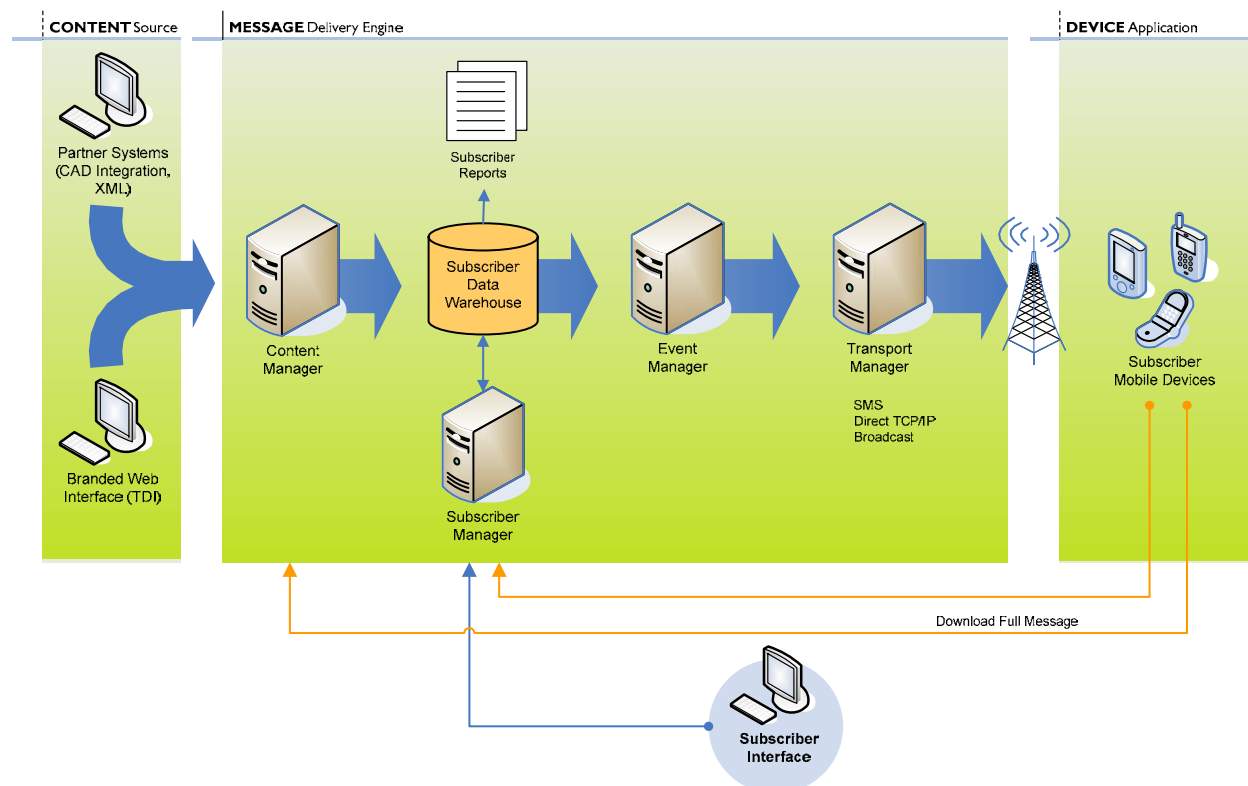 CONTENT Source
MESSAGE Delivery Engine
DEVICE Application
Partner Systems
(CAD Integration,
XML)
Branded Web
Interface (TDI)
Subscriber
Reports
Content
Manager
Subscriber
Data
Warehouse
Subscriber
Manager
Event
Manager
Transport
Manager
SMS
Direct TCP/IP
Broadcast
Subscriber
Mobile Devices
Download Full Message
Subscriber
Interface